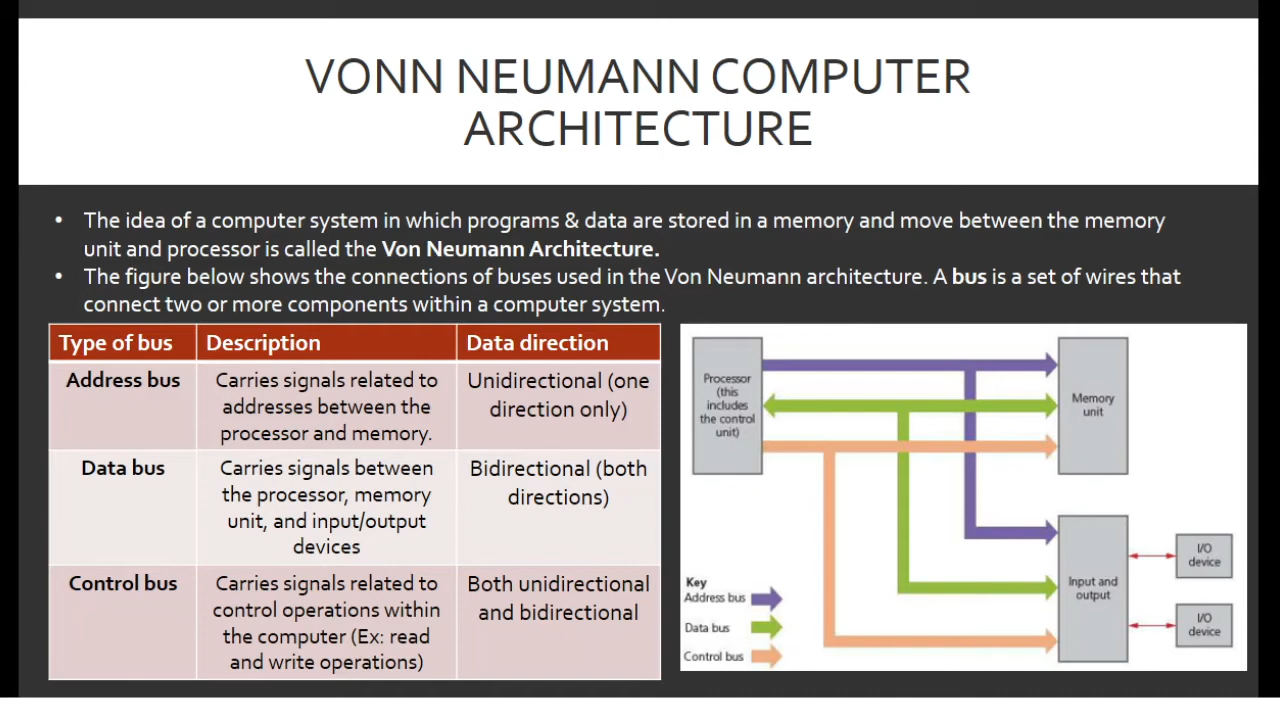 VONN NEUMANN COMPUTER
ARCHITECTURE
• The idea of a computer system in which programs & data are stored in a memory and move between the memory
unit and processor is called the Von Neumann Architecture.
• The figure below shows the connections of buses used in the Von Neumann architecture. A bus is a set of wires that
connect two or more components within a computer system.
Type of bus
Description
Data direction
Address bus
Carries signals related to
addresses between the
processor and memory.
Unidirectional (one
direction only)
Data bus
Carries signals between
the processor, memory
unit, and input/output
devices
Bidirectional (both
directions)
Control bus
Carries signals related to
control operations within
the computer (Ex: read
and write operations)
Both unidirectional
and bidirectional
Processor
(this
includes
the control
unit)
Memory
unit
Input and
output
I/O
device
I/O
device
Key
Address bus
Data bus
Control bus